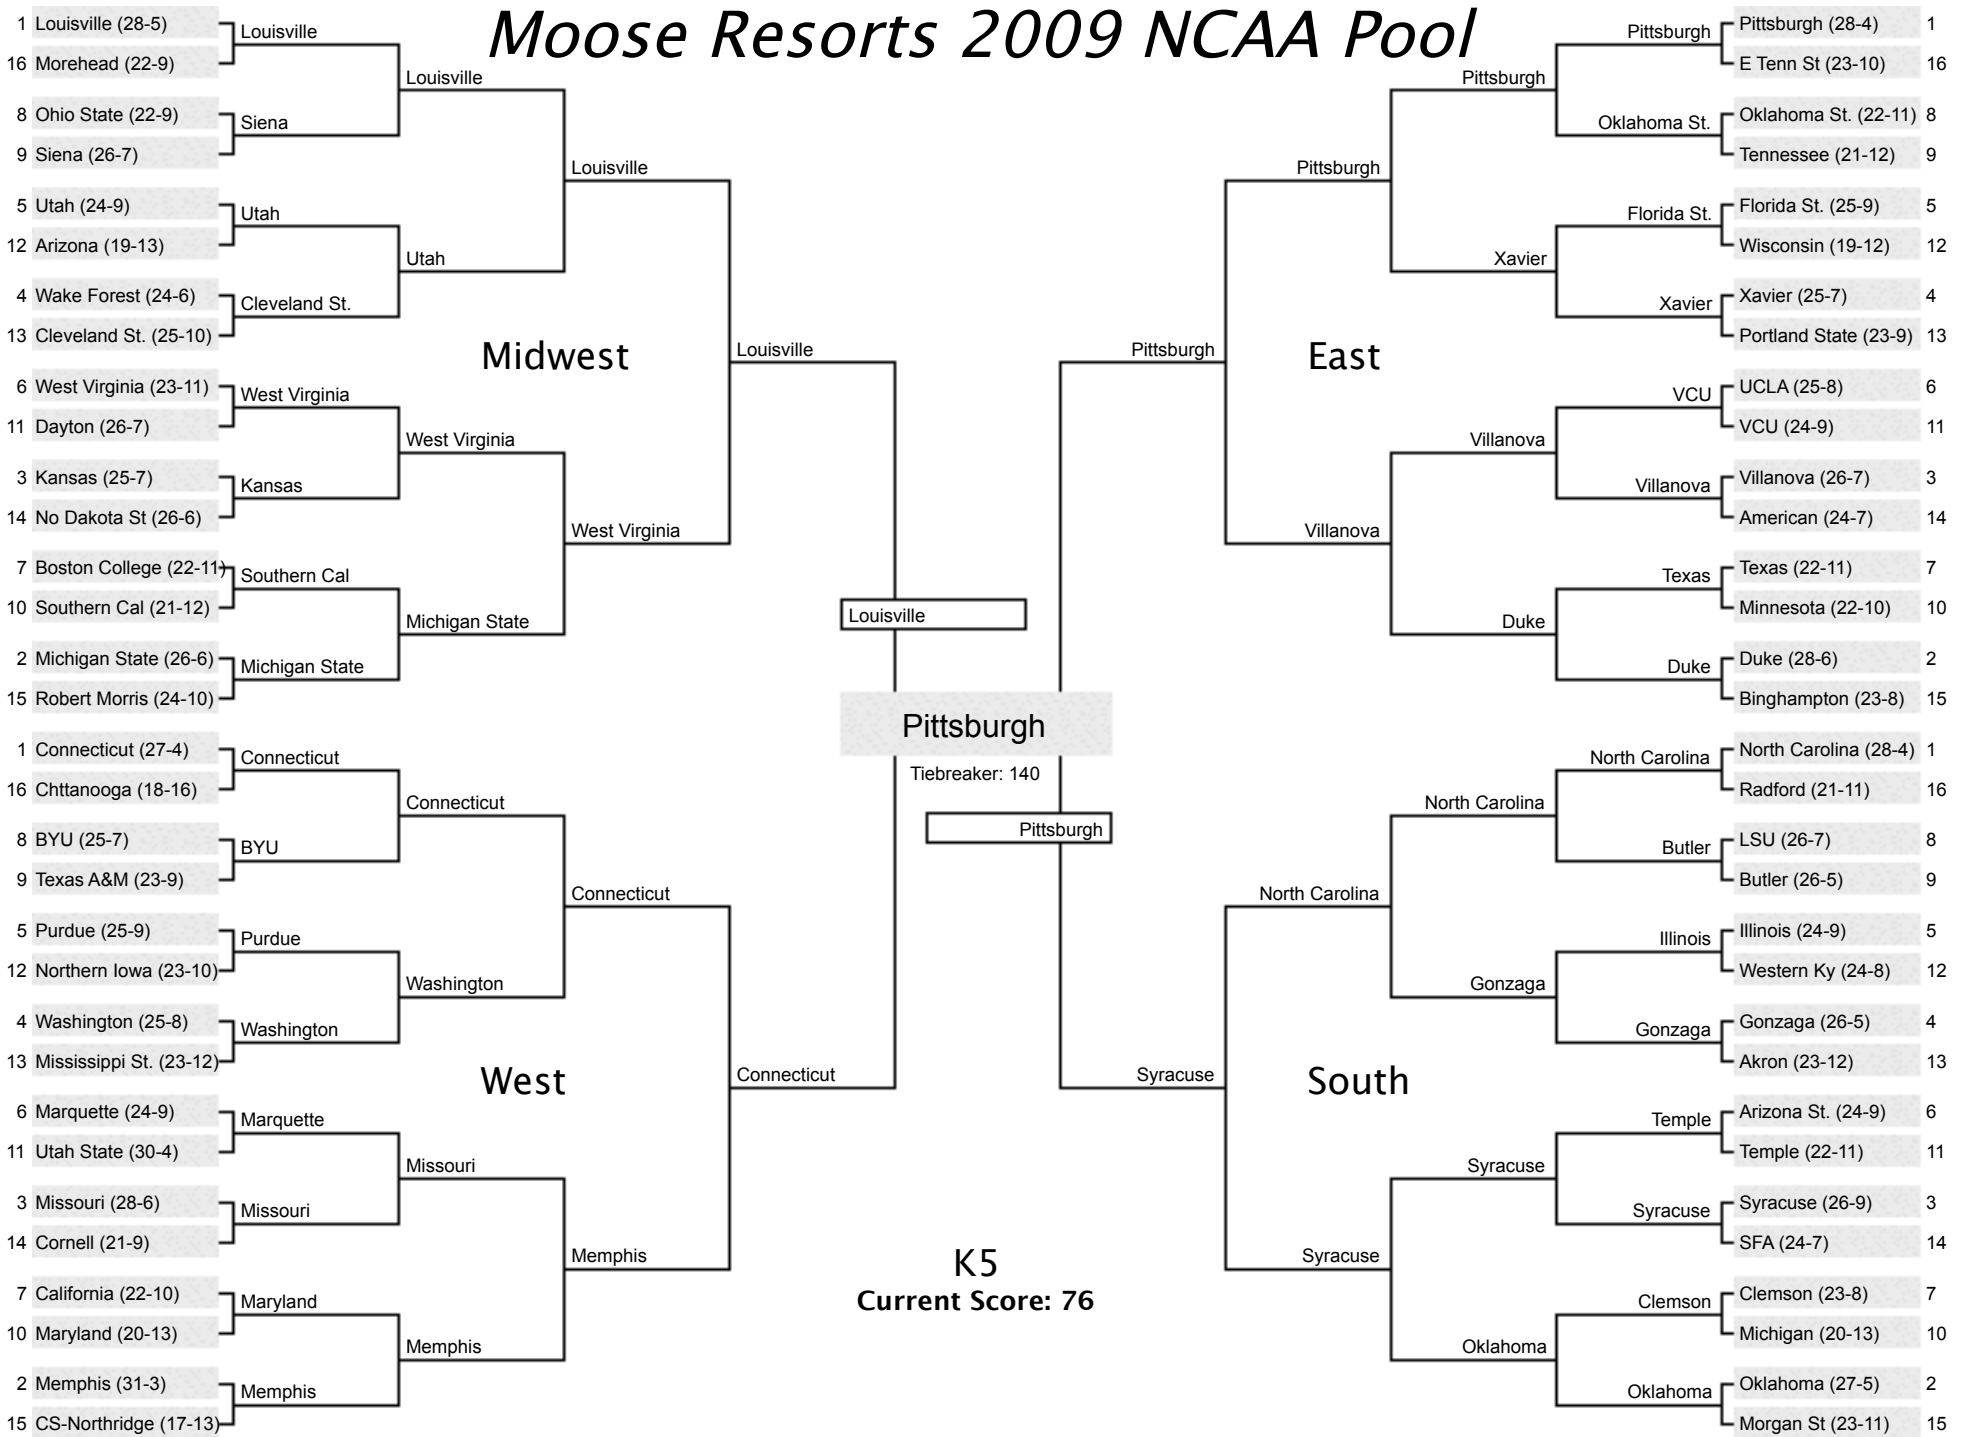 Moose Resorts 2009 NCAA Pool
1 Louisville (28-5)
16 Morehead (22-9)
8 Ohio State (22-9)
9 Siena (26-7)
5 Utah (24-9)
12 Arizona (19-13)
4 Wake Forest (24-6)
13 Cleveland St. (25-10)
6 West Virginia (23-11)
11 Dayton (26-7)
3 Kansas (25-7)
14 No Dakota St (26-6)
7 Boston College (22-11)
10 Southern Cal (21-12)
2 Michigan State (26-6)
15 Robert Morris (24-10)
Louisville
Siena
Utah
Cleveland St.
West Virginia
Kansas
Southern Cal
Michigan State
Louisville
Utah
West Virginia
Michigan State
Louisville
West Virginia
Louisville
Midwest
1 Connecticut (27-4)
16 Chttanooga (18-16)
8 BYU (25-7)
9 Texas A&M (23-9)
5 Purdue (25-9)
12 Northern Iowa (23-10)
4 Washington (25-8)
13 Mississippi St. (23-12)
6 Marquette (24-9)
11 Utah State (30-4)
3 Missouri (28-6)
14 Cornell (21-9)
7 California (22-10)
10 Maryland (20-13)
2 Memphis (31-3)
15 CS-Northridge (17-13)
Connecticut
BYU
Purdue
Washington
Marquette
Missouri
Maryland
Memphis
Connecticut
Washington
Missouri
Memphis
Connecticut
Memphis
Connecticut
West
Louisville
Pittsburgh
Tiebreaker: 140
Pittsburgh
K5
Current Score: 76
Pittsburgh (28-4) 1
E Tenn St (23-10) 16
Oklahoma St. (22-11) 8
Tennessee (21-12) 9
Florida St. (25-9) 5
Wisconsin (19-12) 12
Xavier (25-7) 4
Portland State (23-9) 13
UCLA (25-8) 6
VCU (24-9) 11
Villanova (26-7) 3
American (24-7) 14
Texas (22-11) 7
Minnesota (22-10) 10
Duke (28-6) 2
Binghampton (23-8) 15
Pittsburgh
Oklahoma St.
Florida St.
Xavier
VCU
Villanova
Texas
Duke
Pittsburgh
Xavier
Villanova
Duke
Pittsburgh
Villanova
Pittsburgh
East
North Carolina (28-4) 1
Radford (21-11) 16
LSU (26-7) 8
Butler (26-5) 9
Illinois (24-9) 5
Western Ky (24-8) 12
Gonzaga (26-5) 4
Akron (23-12) 13
Arizona St. (24-9) 6
Temple (22-11) 11
Syracuse (26-9) 3
SFA (24-7) 14
Clemson (23-8) 7
Michigan (20-13) 10
Oklahoma (27-5) 2
Morgan St (23-11) 15
North Carolina
Butler
Illinois
Gonzaga
Temple
Syracuse
Clemson
Oklahoma
North Carolina
Gonzaga
Syracuse
Oklahoma
North Carolina
Syracuse
Syracuse
South